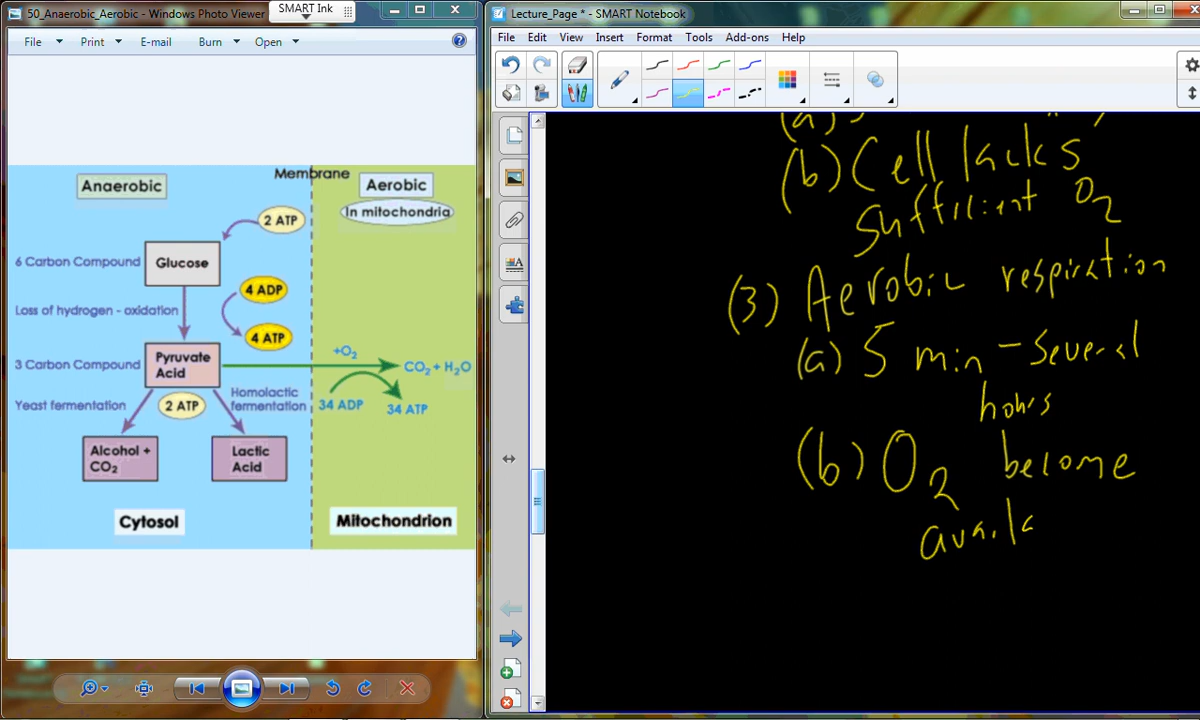 50_Anaerobic_Aerobic - Windows Photo Viewer
SMART Ink
File Print E-mail Burn Open
Anaerobic
Membrane
Aerobic
In mitochondria
2 ATP
6 Carbon Compound
Glucose
4 ADP
Loss of hydrogen - oxidation
4 ATP
+O₂
3 Carbon Compound
Pyruvate
Acid
CO₂ + H₂O
Yeast fermentation
2 ATP
Homolactic
fermentation
34 ADP
34 ATP
Alcohol +
CO₂
Lactic
Acid
Cytosol
Mitochondrion
Lecture_Page * - SMART Notebook
File Edit View Insert Format Tools Add-ons Help
(b) Cell lacks
sufficient O₂
(3) Aerobic respiration
(a) 5 min - several
hours
(b) O₂ become
availa